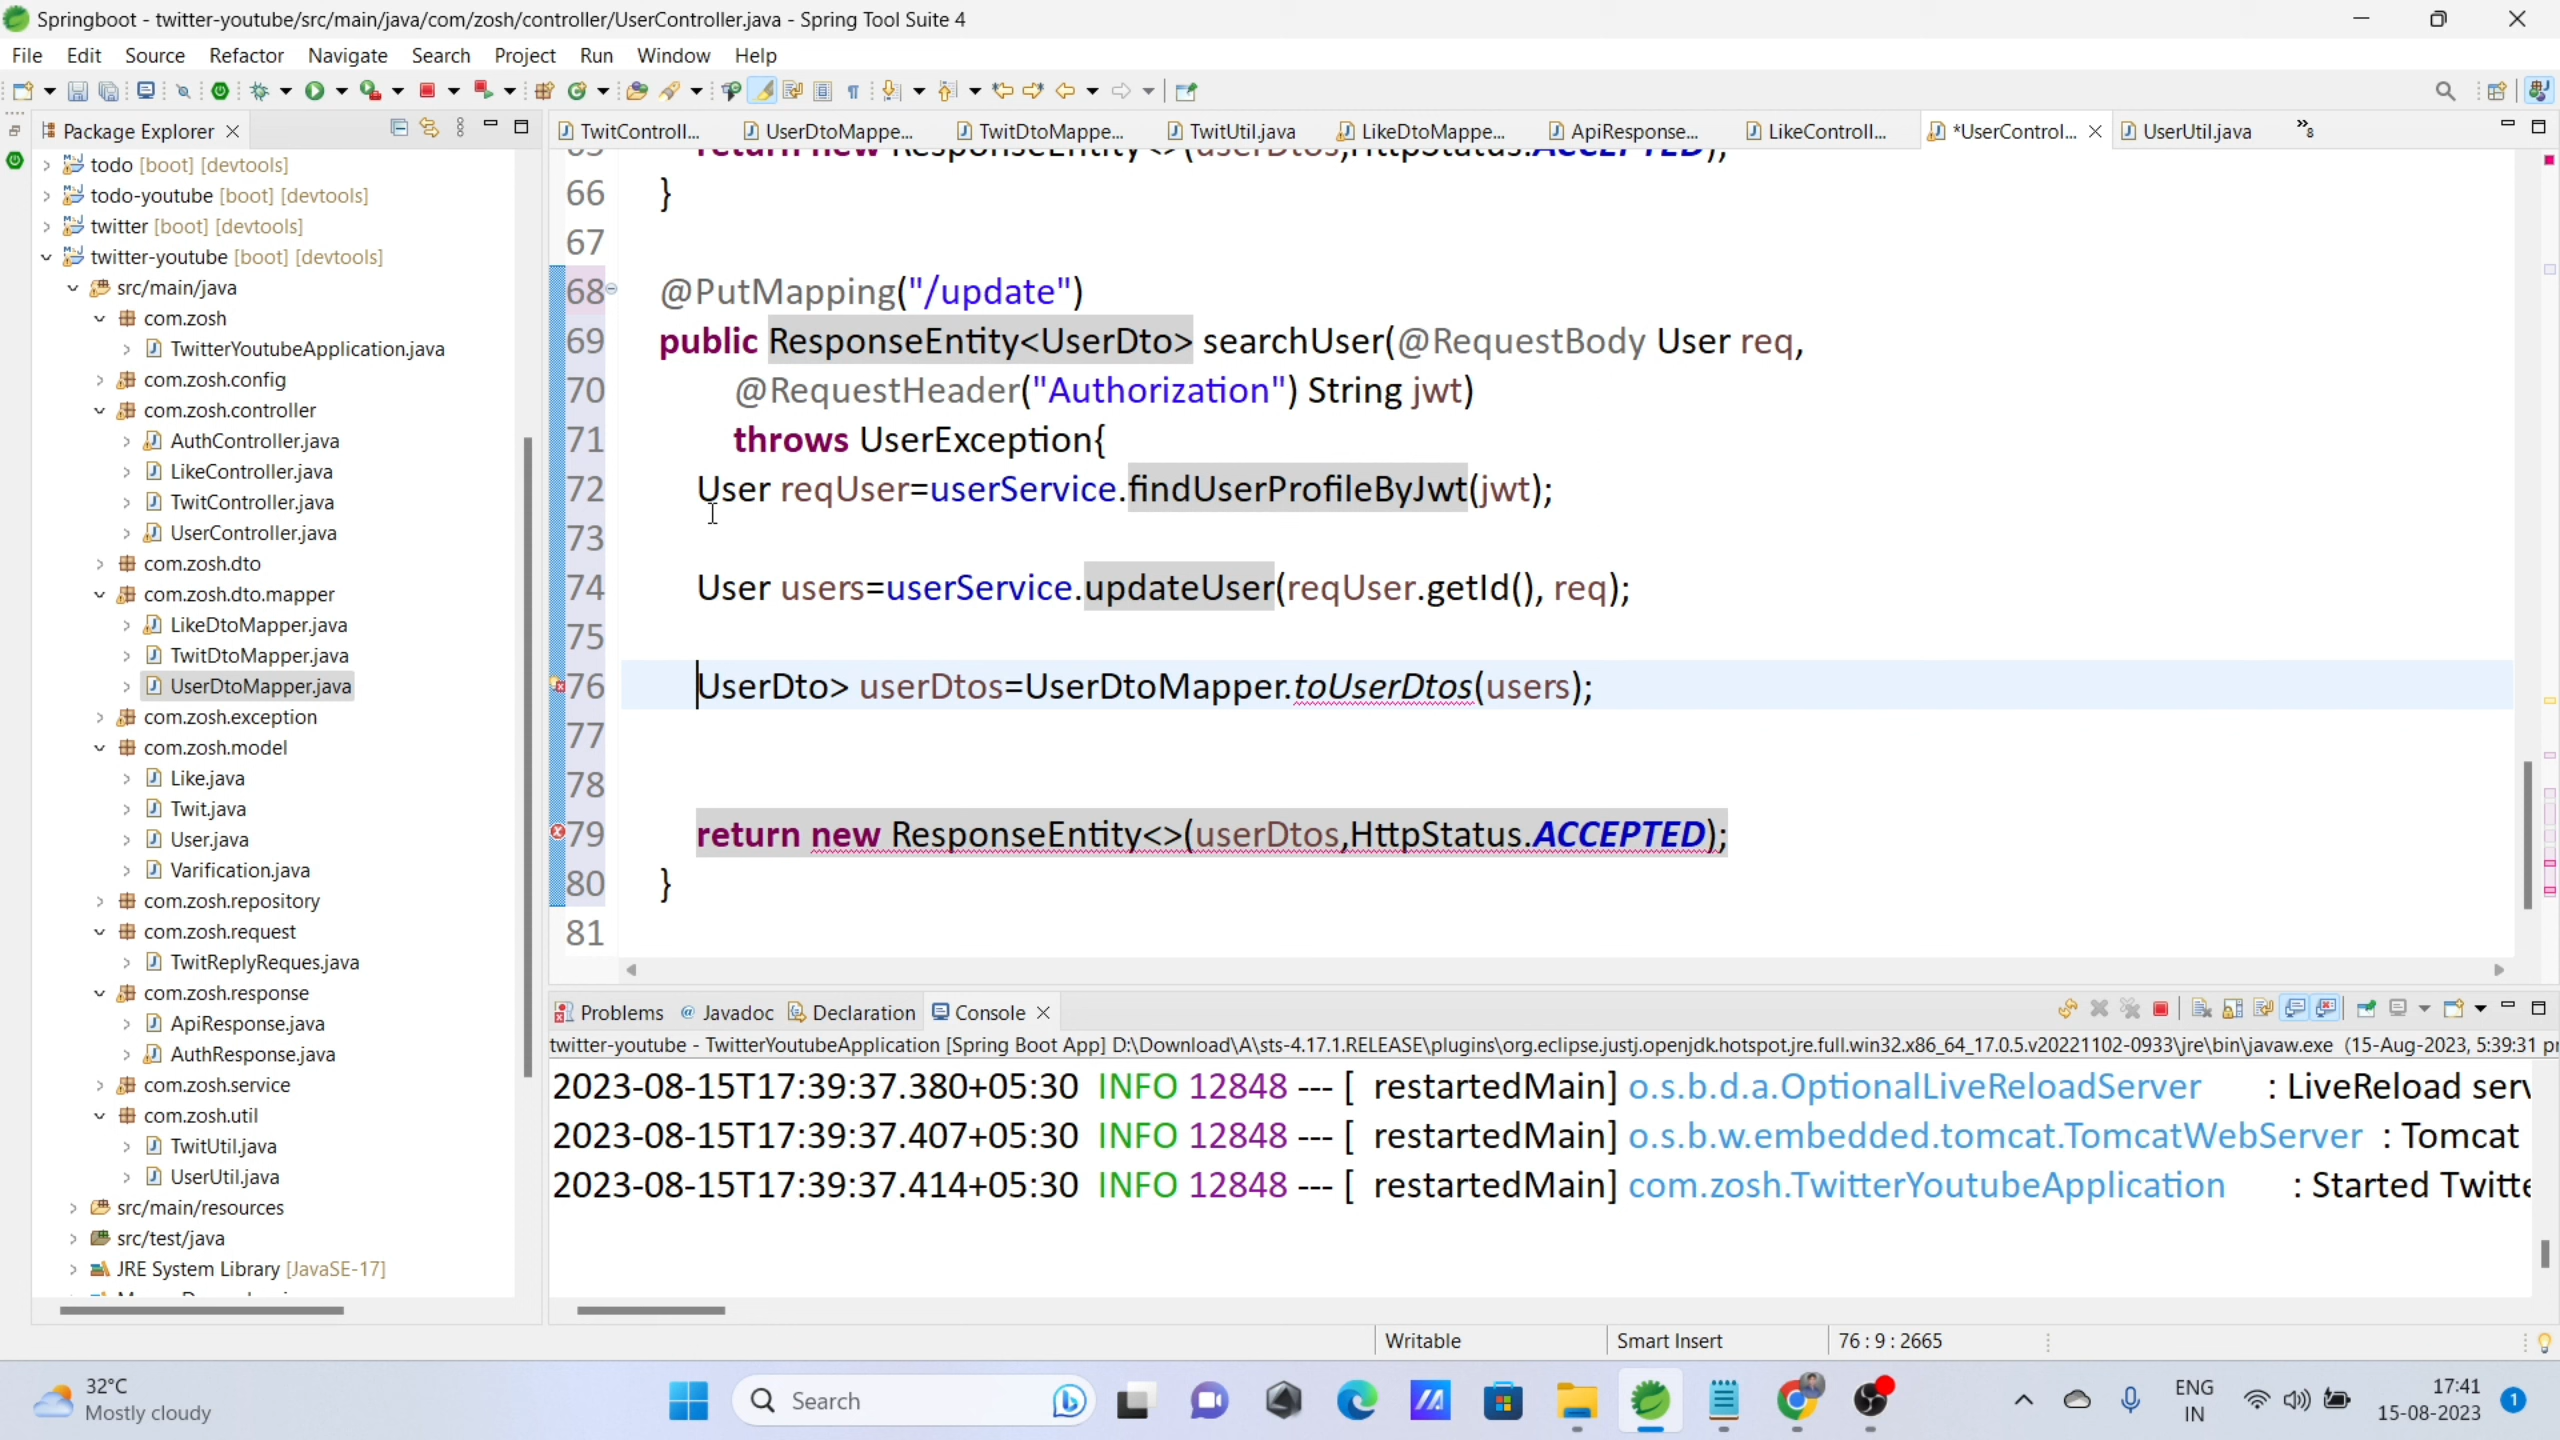 Springboot - twitter-youtube/src/main/java/com/zosh/controller/UserController.java - Spring Tool Suite 4
File Edit Source Refactor Navigate Search Project Run Window Help
Package Explorer
todo [boot] [devtools]
todo-youtube [boot] [devtools]
twitter [boot] [devtools]
twitter-youtube [boot] [devtools]
src/main/java
com.zosh
TwitterYoutubeApplication.java
com.zosh.config
com.zosh.controller
AuthController.java
LikeController.java
TwitController.java
UserController.java
com.zosh.dto
com.zosh.dto.mapper
LikeDtoMapper.java
TwitDtoMapper.java
UserDtoMapper.java
com.zosh.exception
com.zosh.model
Like.java
Twit.java
User.java
Varification.java
com.zosh.repository
com.zosh.request
TwitReplyReques.java
com.zosh.response
ApiResponse.java
AuthResponse.java
com.zosh.service
com.zosh.util
TwitUtil.java
UserUtil.java
src/main/resources
src/test/java
JRE System Library [JavaSE-17]
TwitControll... UserDtoMappe... TwitDtoMappe... TwitUtil.java LikeDtoMappe... ApiResponse... LikeControll... *UserControl... UserUtil.java »8
65 return new ResponseEntity<>(userDtos,HttpStatus.ACCEPTED);
66 }
67
68 @PutMapping("/update")
69 public ResponseEntity<UserDto> searchUser(@RequestBody User req,
70 @RequestHeader("Authorization") String jwt)
71 throws UserException{
72 User reqUser=userService.findUserProfileByJwt(jwt);
73
74 User users=userService.updateUser(reqUser.getId(), req);
75
76 UserDto> userDtos=UserDtoMapper.toUserDtos(users);
77
78
79 return new ResponseEntity<>(userDtos,HttpStatus.ACCEPTED);
80 }
81
Problems @ Javadoc Declaration Console
twitter-youtube - TwitterYoutubeApplication [Spring Boot App] D:\Download\A\sts-4.17.1.RELEASE\plugins\org.eclipse.justj.openjdk.hotspot.jre.full.win32.x86_64_17.0.5.v20221102-0933\jre\bin\javaw.exe (15-Aug-2023, 5:39:31 pm
2023-08-15T17:39:37.380+05:30 INFO 12848 --- [ restartedMain] o.s.b.d.a.OptionalLiveReloadServer : LiveReload serv
2023-08-15T17:39:37.407+05:30 INFO 12848 --- [ restartedMain] o.s.b.w.embedded.tomcat.TomcatWebServer : Tomcat
2023-08-15T17:39:37.414+05:30 INFO 12848 --- [ restartedMain] com.zosh.TwitterYoutubeApplication : Started Twitte
Writable Smart Insert 76 : 9 : 2665
32°C
Mostly cloudy
Search
ENG
IN
17:41
15-08-2023
1